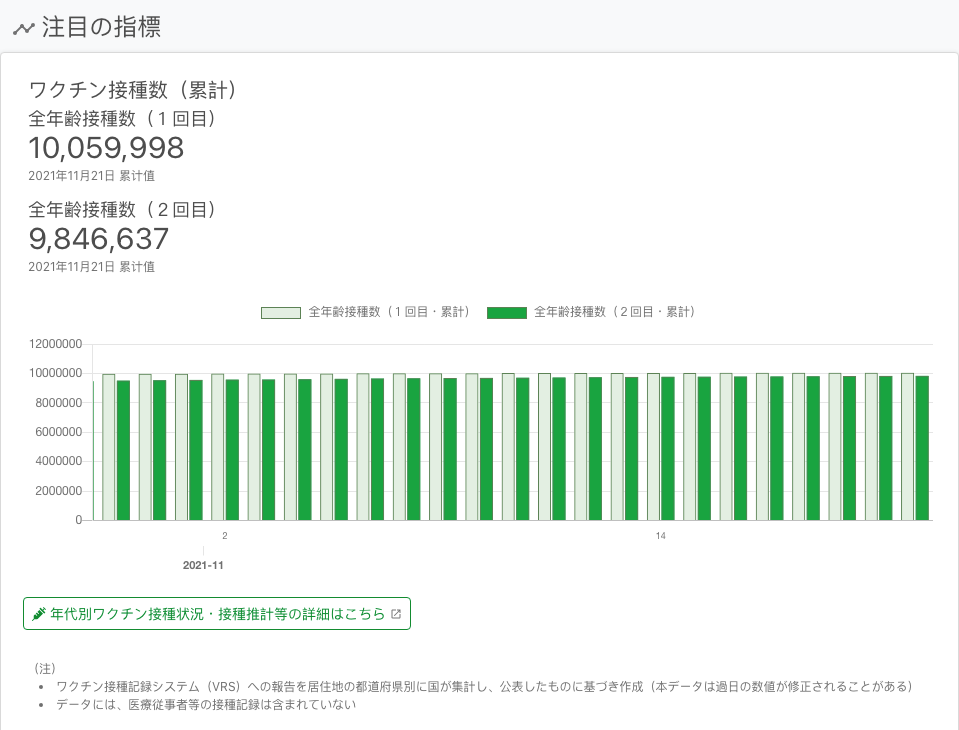 注目の指標
ワクチン接種数（累計）
全年齢接種数（１回目）
10,059,998
2021年11月21日 累计值
全年齢接種数（２回目）
9,846,637
2021年11月21日 累计值
全年齢接種数（１回目・累計）　全年齢接種数（２回目・累計）
12000000
10000000
8000000
6000000
4000000
2000000
0
2 14
2021-11
年代別ワクチン接種状況・接種推計等の詳細はこちら
（注）
• ワクチン接種記録システム（VRS）への報告を居住地の都道府県別に国が集計し、公表したものに基づき作成（本データは過日の数値が修正されることがある）
• データには、医療従事者等の接種記録は含まれていない